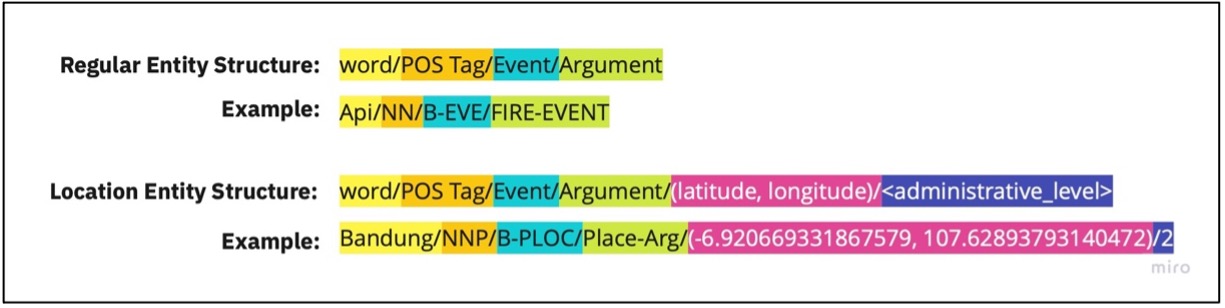 Regular Entity Structure: word/POS Tag/Event/Argument
Example: Api/NN/B-EVE/FIRE-EVENT
Location Entity Structure: word/POS Tag/Event/Argument/(latitude, longitude)/<administrative_level>
Example: Bandung/NNP/B-PLOC/Place-Arg/(-6.920669331867579, 107.62893793140472)/2
miro